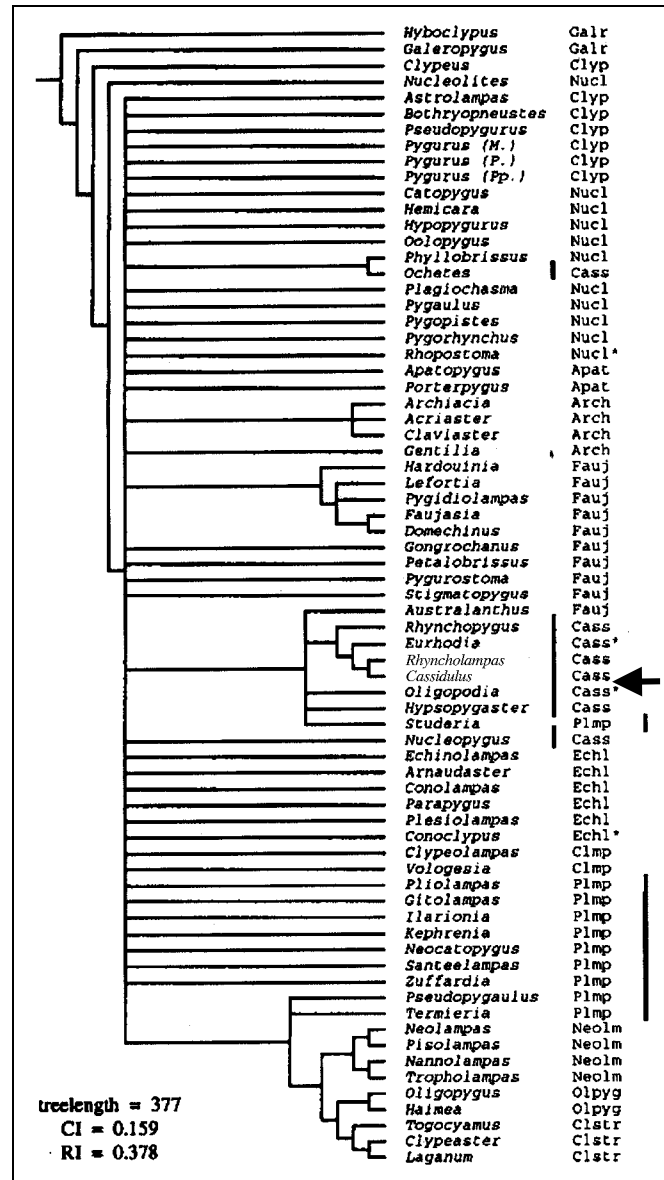 Hyboclypus Galr
Galeropygus Galr
Clypeus Clyp
Nucleolites Nucl
Astrolampas Clyp
Bothryopneustes Clyp
Pseudopygurus Clyp
Pygurus (M.) Clyp
Pygurus (P.) Clyp
Pygurus (Pp.) Clyp
Catopygus Nucl
Hemicara Nucl
Hypopygurus Nucl
Oolopygus Nucl
Phyllobrissus Nucl
Ochetes Cass
Plagiochasma Nucl
Pygaulus Nucl
Pygopistes Nucl
Pygorhynchus Nucl
Rhopostoma Nucl*
Apatopygus Apat
Porterpygus Apat
Archiacia Arch
Acriaster Arch
Claviaster Arch
Gentilia Arch
Hardouinia Fauj
Lefortia Fauj
Pygidiolampas Fauj
Faujasia Fauj
Domechinus Fauj
Gongrochanus Fauj
Petalobrissus Fauj
Pygurostoma Fauj
Stigmatopygus Fauj
Australanthus Fauj
Rhynchopygus Cass
Eurhodia Cass*
Rhyncholampas Cass
Cassidulus Cass
Oligopodia Cass*
Hypsopygaster Cass
Studeria Plmp
Nucleopygus Cass
Echinolampas Echl
Arnaudaster Echl
Conolampas Echl
Parapygus Echl
Plesiolampas Echl
Conoclypus Echl*
Clypeolampas Clmp
Vologesia Clmp
Pliolampas Plmp
Gitolampas Plmp
Ilarionia Plmp
Kephrenia Plmp
Neocatopygus Plmp
Santeelampas Plmp
Zuffardia Plmp
Pseudopygaulus Plmp
Termieria Plmp
Neolampas Neolm
Pisolampas Neolm
Nannolampas Neolm
Tropholampas Neolm
Oligopygus Olpyg
Haimea Olpyg
Togocyamus Clstr
Clypeaster Clstr
Laganum Clstr
treelength = 377
CI = 0.159
RI = 0.378